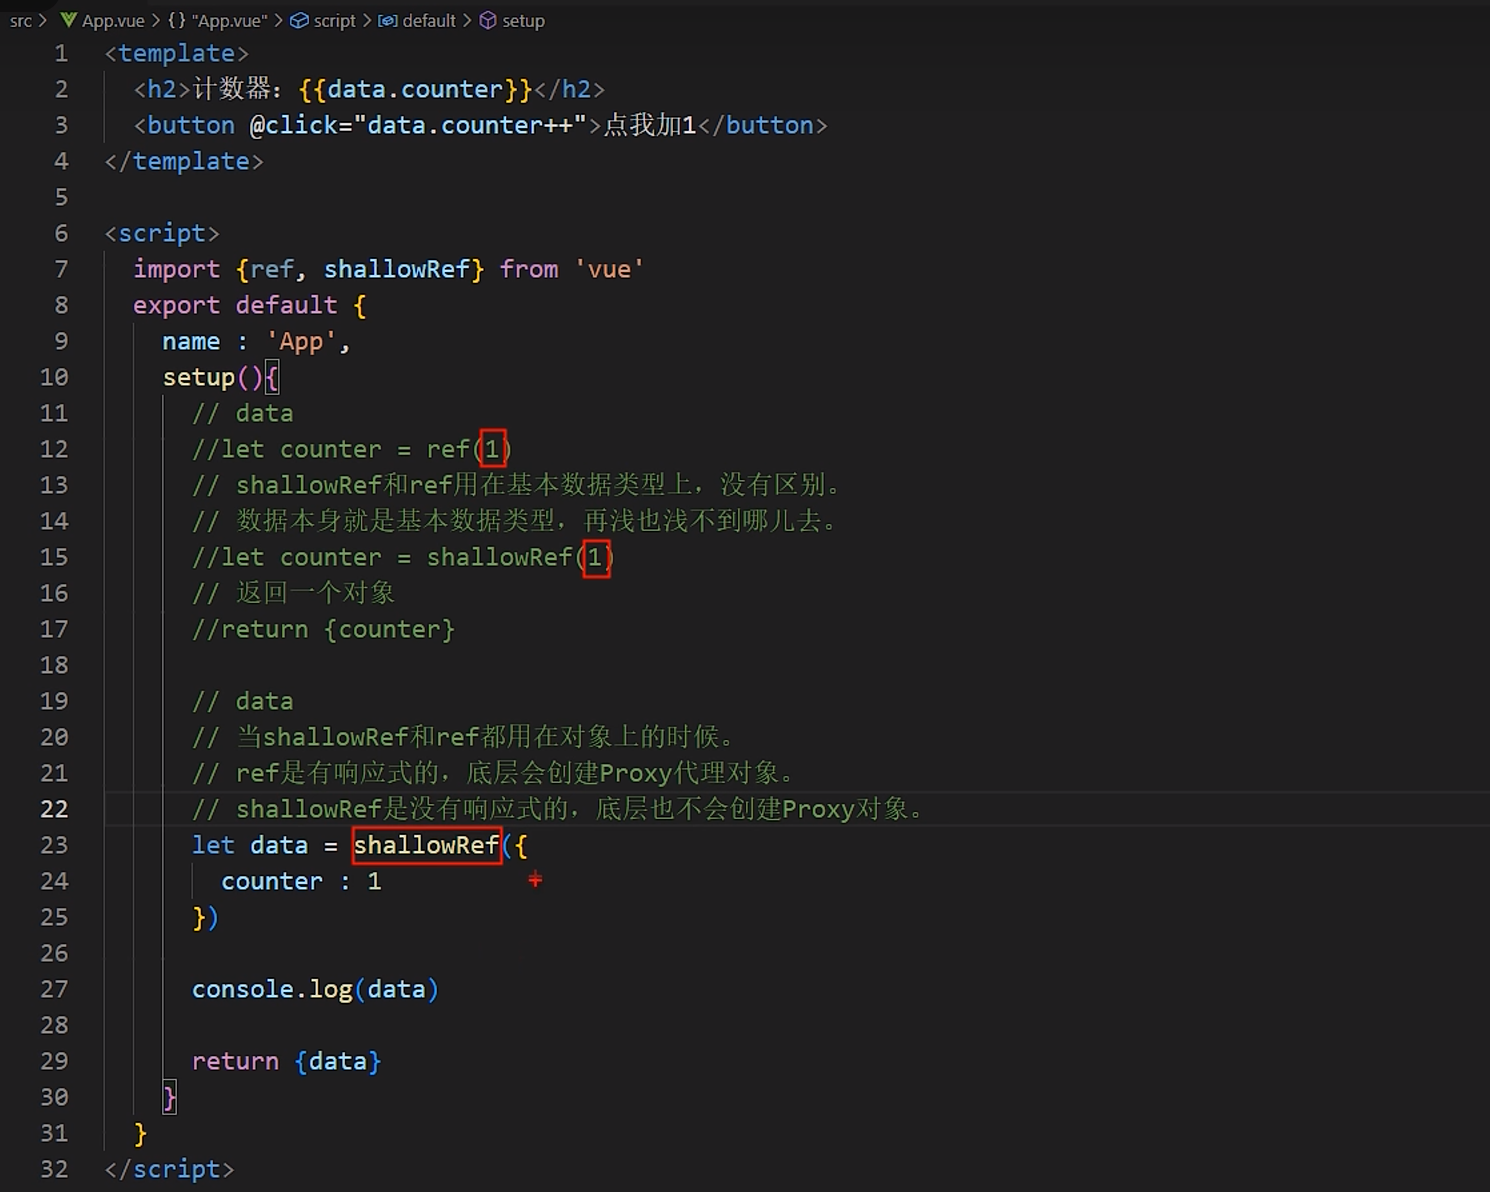 src > App.vue > {} "App.vue" > script > default > setup
1 <template>
2 <h2>计数器：{{data.counter}}</h2>
3 <button @click="data.counter++">点我加1</button>
4 </template>
5
6 <script>
7 import {ref, shallowRef} from 'vue'
8 export default {
9 name : 'App',
10 setup(){
11 // data
12 //let counter = ref(1)
13 // shallowRef和ref用在基本数据类型上，没有区别。
14 // 数据本身就是基本数据类型，再浅也浅不到哪儿去。
15 //let counter = shallowRef(1)
16 // 返回一个对象
17 //return {counter}
18
19 // data
20 // 当shallowRef和ref都用在对象上的时候。
21 // ref是有响应式的，底层会创建Proxy代理对象。
22 // shallowRef是没有响应式的，底层也不会创建Proxy对象。
23 let data = shallowRef({
24 counter : 1
25 })
26
27 console.log(data)
28
29 return {data}
30 }
31 }
32 </script>